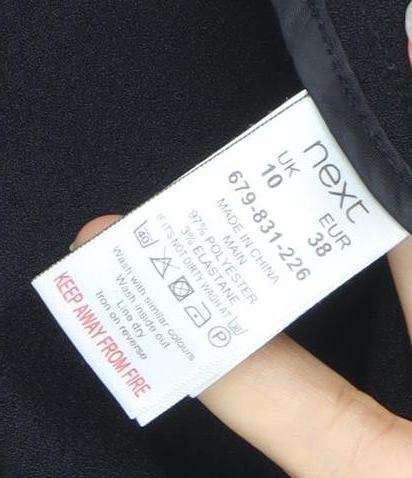 next
UK EUR
10 38
679-831-226
MADE IN CHINA
MAIN
97% POLYESTER
3% ELASTANE
IF IT'S NOT DIRTY WASH AT 30
40 P
Wash with similar colours
Wash inside out
Line dry
Iron on reverse
KEEP AWAY FROM FIRE